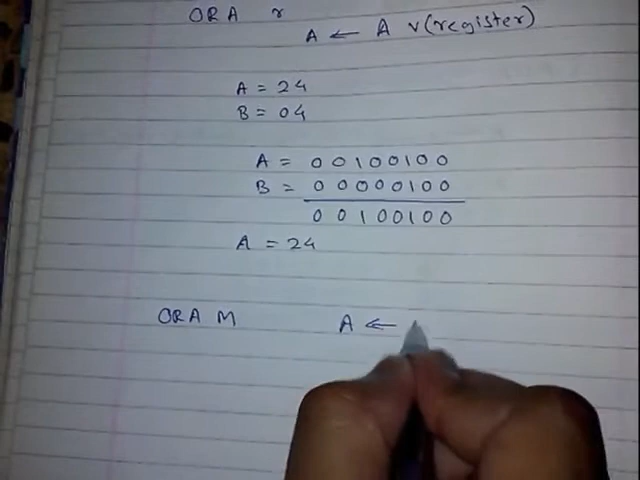 ORA r
A ← A v (register)
A = 24
B = 04
A = 00100100
B = 00000100
00100100
A = 24
ORA M A ←